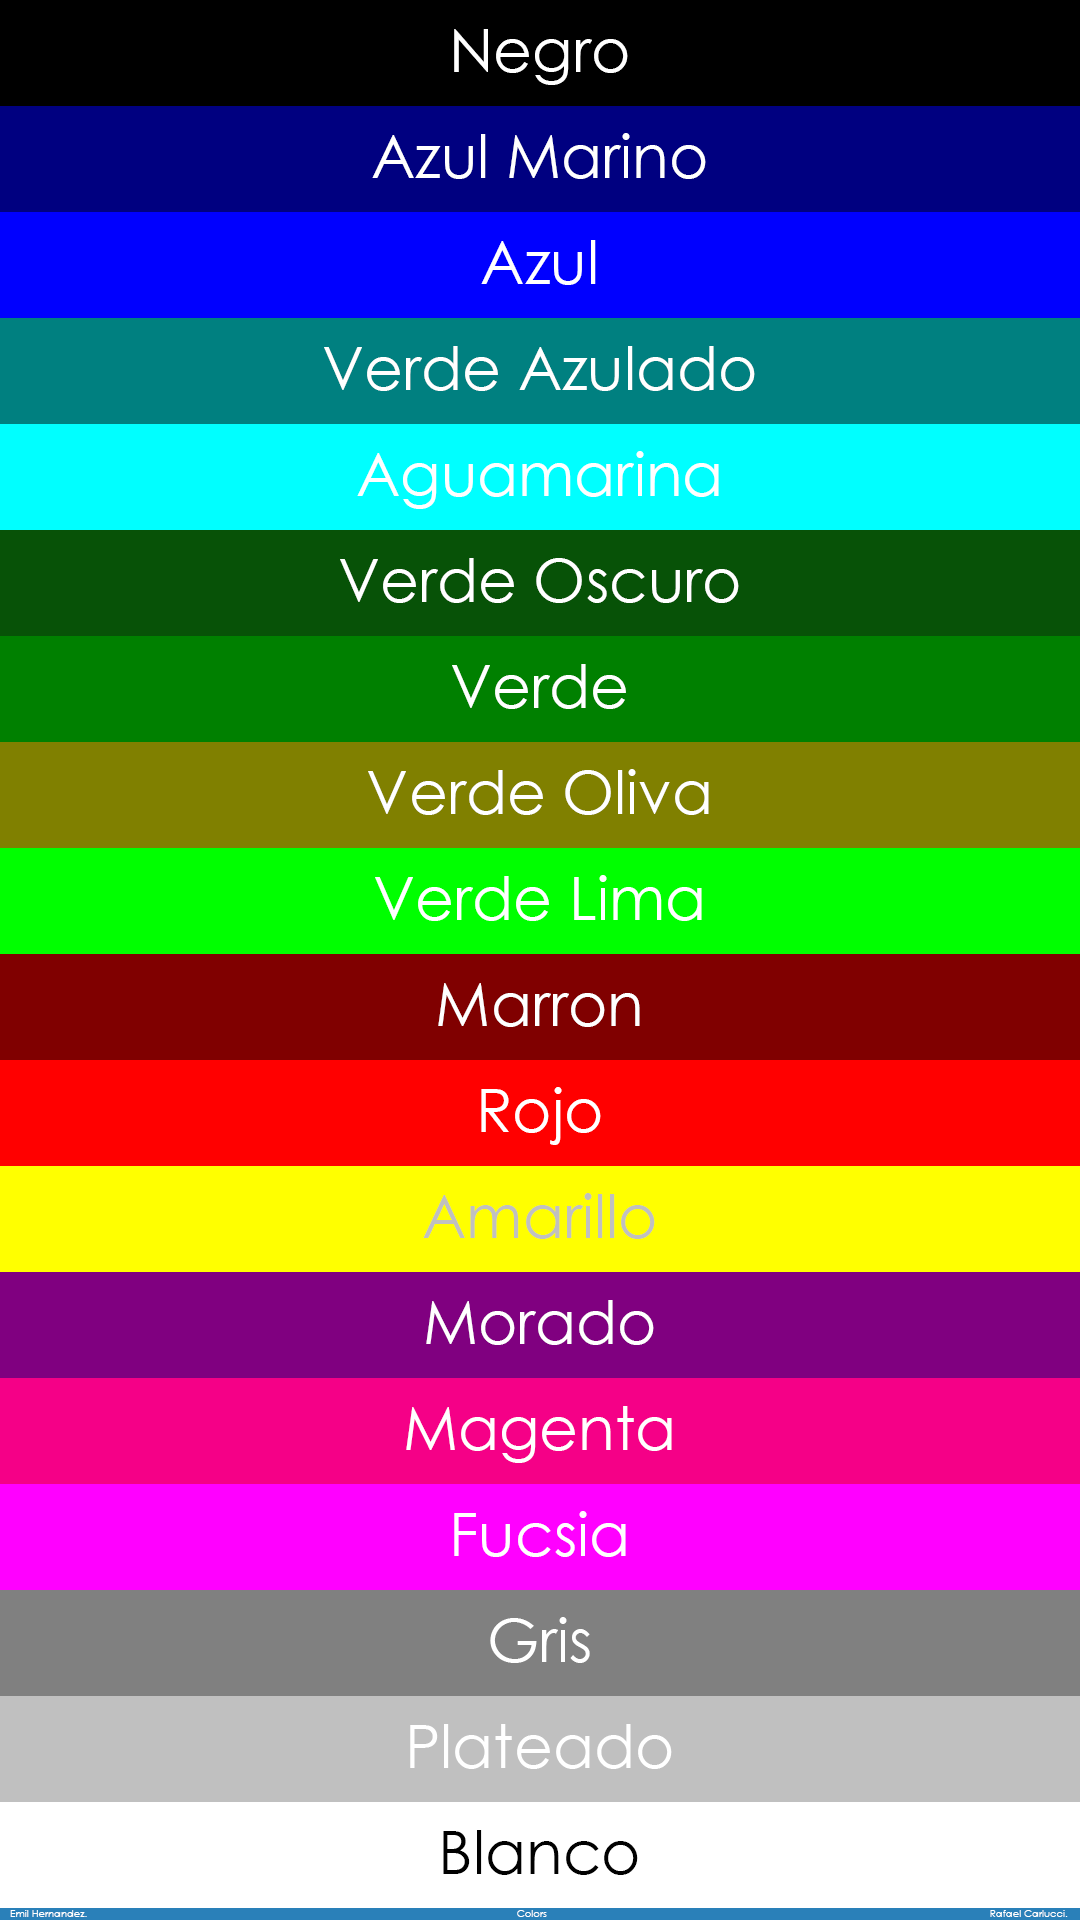 Negro
Azul Marino
Azul
Verde Azulado
Aguamarina
Verde Oscuro
Verde
Verde Oliva
Verde Lima
Marron
Rojo
Amarillo
Morado
Magenta
Fucsia
Gris
Plateado
Blanco
Emil Hernandez. Colors Rafael Carlucci.